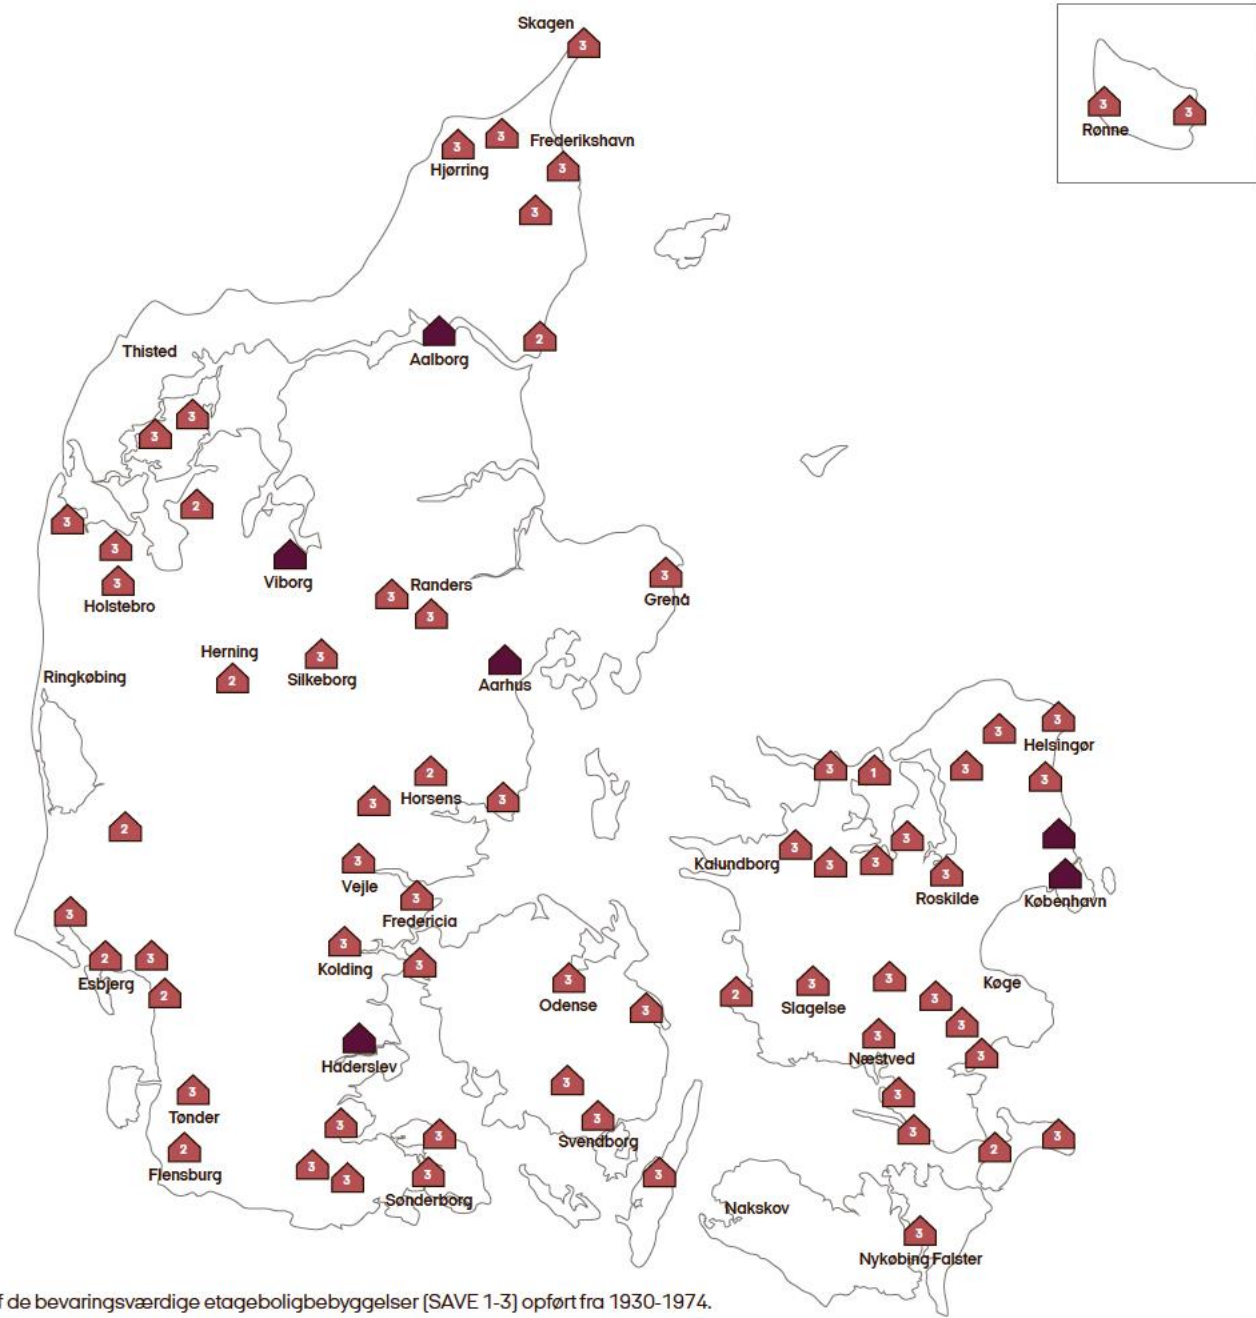 Skagen
3
3
Rønne
3
3
3
Hjørring
Frederikshavn
3
3
Aalborg
2
Thisted
3
3
2
3
3
3
Holstebro
Viborg
3
Randers
3
3
Grenå
Herning
2
3
Silkeborg
Aarhus
Ringkøbing
3
3
Helsingør
3
1
3
3
2
Horsens
3
3
2
3
3
Kalundborg
3
3
3
Roskilde
København
3
Vejle
3
Fredericia
3
2
Esbjerg
3
2
3
Kolding
3
3
Odense
3
2
3
Slagelse
3
3
3
3
Køge
3
Næstved
Haderslev
3
Tønder
2
Flensburg
3
3
3
3
3
Sønderborg
3
3
Svendborg
3
3
3
2
3
Nakskov
3
Nykøbing Falster
f de bevaringsværdige etageboligbebyggelser (SAVE 1-3) opført fra 1930-1974.